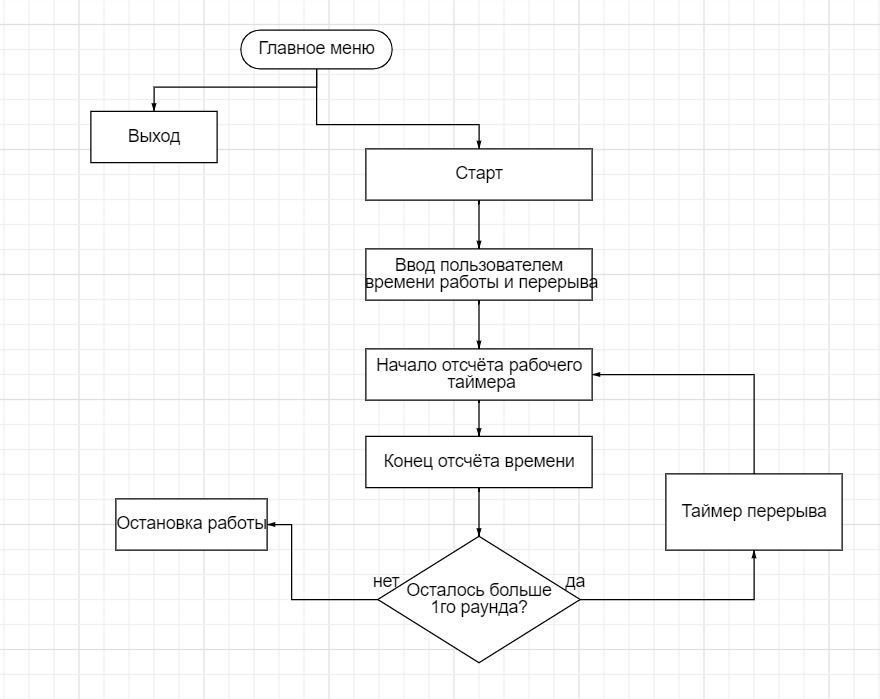 Главное меню
Выход
Старт
Ввод пользователем
времени работы и перерыва
Начало отсчёта рабочего
таймера
Конец отсчёта времени
Таймер перерыва
Остановка работы
нет
да
Осталось больше
1го раунда?